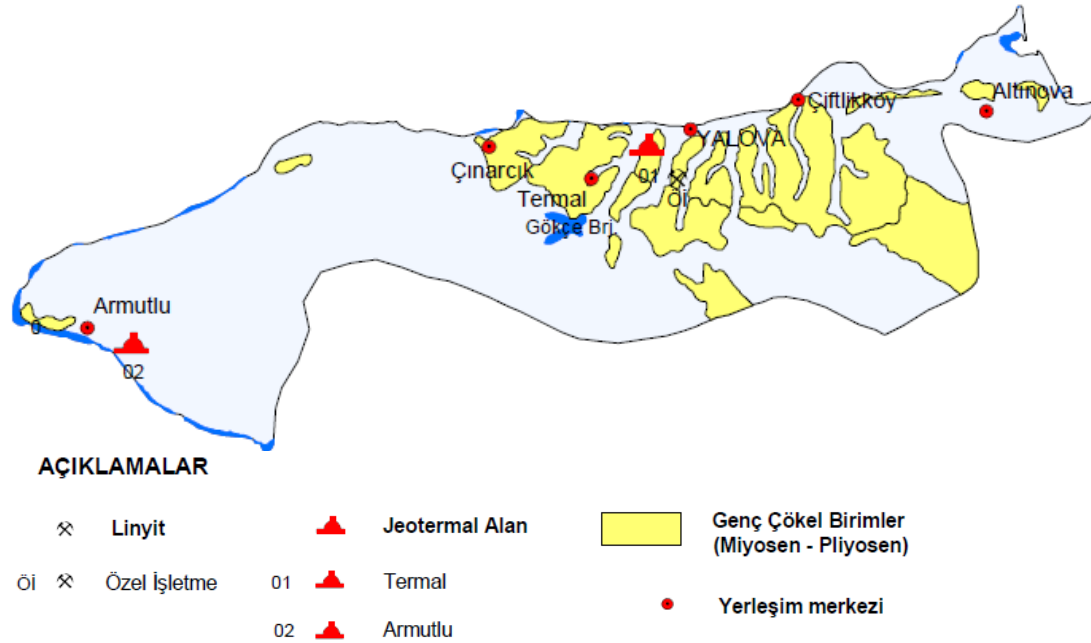 Altınova
Çiftlikköy
YALOVA
Çınarcık
01
Öİ
Termal
Gökçe Brj.
Armutlu
0
02
AÇIKLAMALAR
Linyit
Jeotermal Alan
Genç Çökel Birimler
(Miyosen - Pliyosen)
Öİ Özel İşletme
01 Termal
Yerleşim merkezi
02 Armutlu